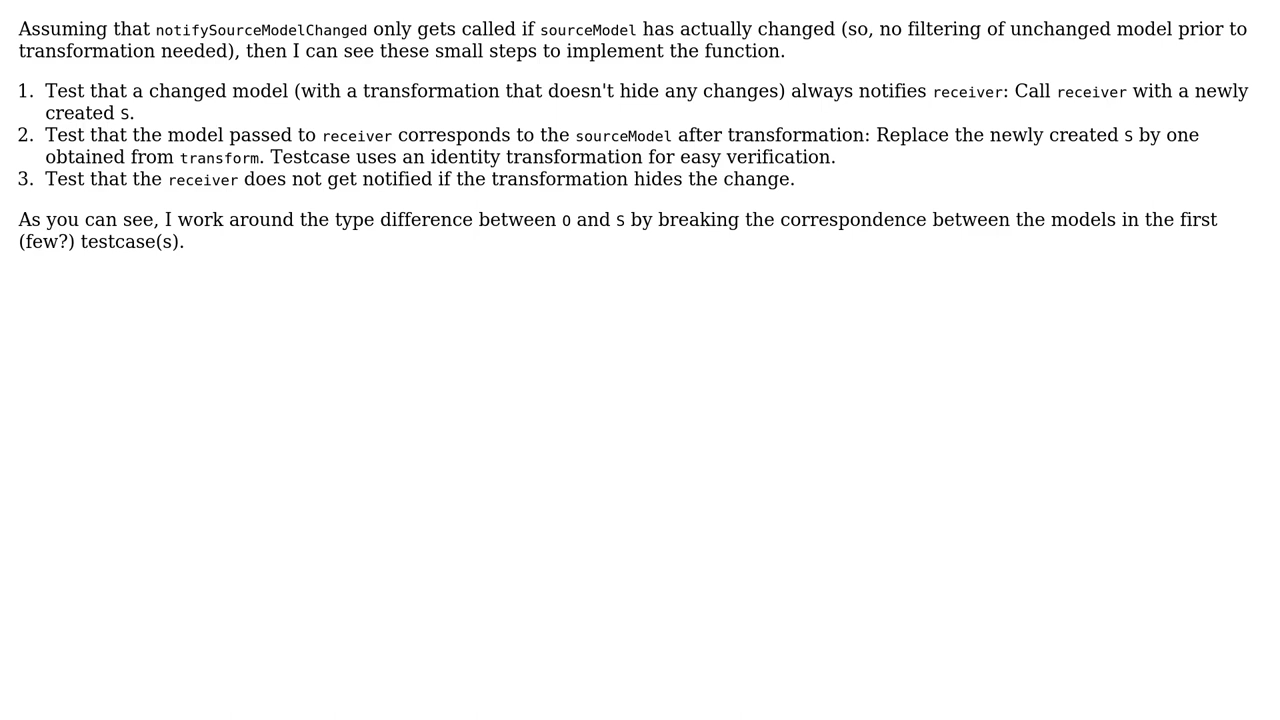 Assuming that notifySourceModelChanged only gets called if sourceModel has actually changed (so, no filtering of unchanged model prior to
transformation needed), then I can see these small steps to implement the function.
1. Test that a changed model (with a transformation that doesn't hide any changes) always notifies receiver: Call receiver with a newly
created S.
2. Test that the model passed to receiver corresponds to the sourceModel after transformation: Replace the newly created S by one
obtained from transform. Testcase uses an identity transformation for easy verification.
3. Test that the receiver does not get notified if the transformation hides the change.
As you can see, I work around the type difference between O and S by breaking the correspondence between the models in the first
(few?) testcase(s).